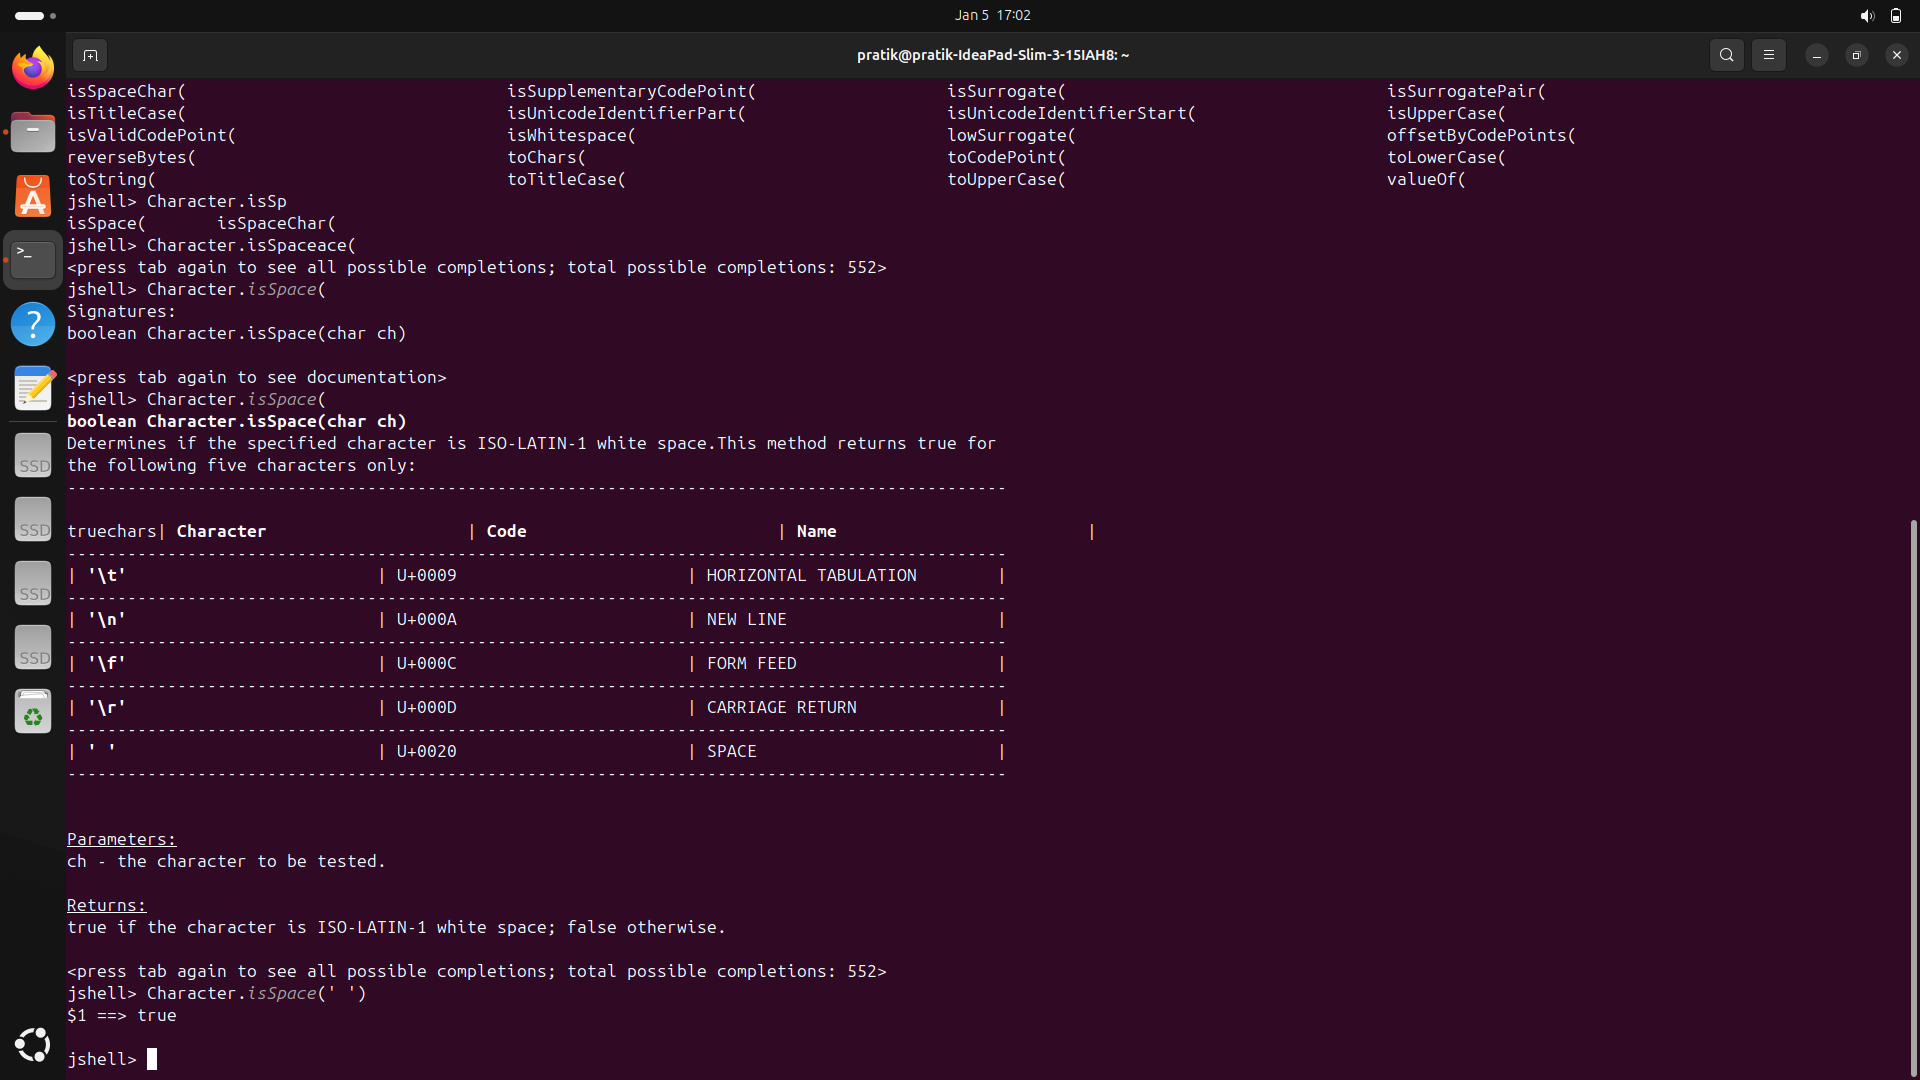 Jan 5 17:02
pratik@pratik-IdeaPad-Slim-3-15IAH8: ~
isSpaceChar( isSupplementaryCodePoint( isSurrogate( isSurrogatePair(
isTitleCase( isUnicodeIdentifierPart( isUnicodeIdentifierStart( isUpperCase(
isValidCodePoint( isWhitespace( lowSurrogate( offsetByCodePoints(
reverseBytes( toChars( toCodePoint( toLowerCase(
toString( toTitleCase( toUpperCase( valueOf(
jshell> Character.isSp
isSpace( isSpaceChar(
jshell> Character.isSpaceace(
<press tab again to see all possible completions; total possible completions: 552>
jshell> Character.isSpace(
Signatures:
boolean Character.isSpace(char ch)
<press tab again to see documentation>
jshell> Character.isSpace(
boolean Character.isSpace(char ch)
Determines if the specified character is ISO-LATIN-1 white space.This method returns true for
the following five characters only:
----------------------------------------------------------------------------------------------
truechars| Character | Code | Name |
----------------------------------------------------------------------------------------------
| '\t' | U+0009 | HORIZONTAL TABULATION |
----------------------------------------------------------------------------------------------
| '\n' | U+000A | NEW LINE |
----------------------------------------------------------------------------------------------
| '\f' | U+000C | FORM FEED |
----------------------------------------------------------------------------------------------
| '\r' | U+000D | CARRIAGE RETURN |
----------------------------------------------------------------------------------------------
| ' ' | U+0020 | SPACE |
----------------------------------------------------------------------------------------------
Parameters:
ch - the character to be tested.
Returns:
true if the character is ISO-LATIN-1 white space; false otherwise.
<press tab again to see all possible completions; total possible completions: 552>
jshell> Character.isSpace(' ')
$1 ==> true
jshell>
>_
?
SSD
SSD
SSD
SSD